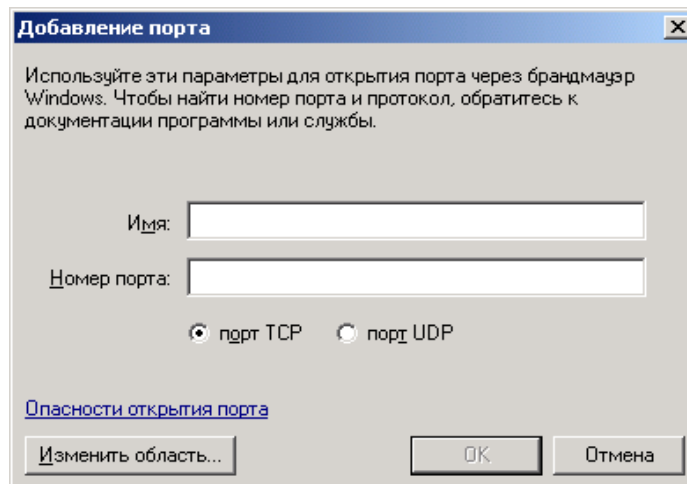 Добавление порта
Используйте эти параметры для открытия порта через брандмауэр
Windows. Чтобы найти номер порта и протокол, обратитесь к
документации программы или службы.
Имя:
Номер порта:
порт TCP порт UDP
Опасности открытия порта
Изменить область... OK Отмена